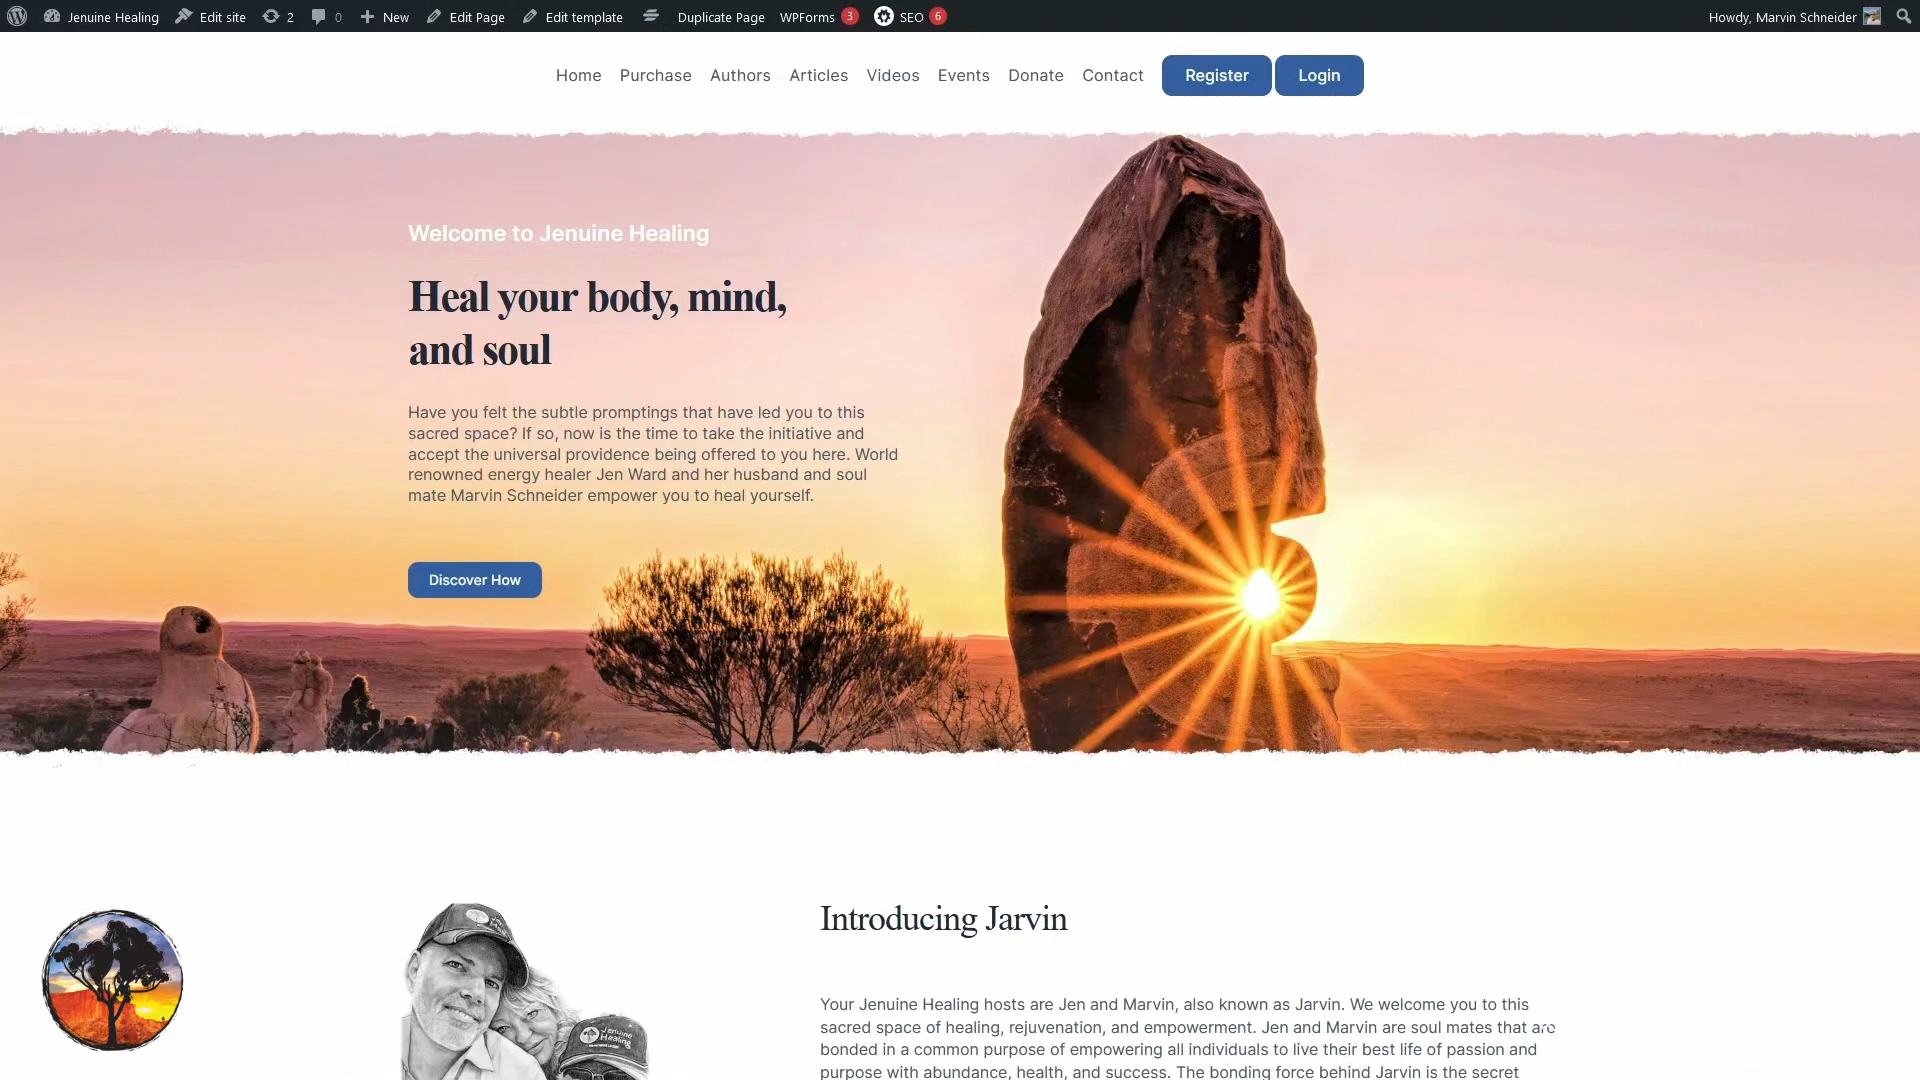 Jenuine Healing
Edit site
2
0
New
Edit Page
Edit template
Duplicate Page
WPForms 3
SEO 6
Howdy, Marvin Schneider
Home
Purchase
Authors
Articles
Videos
Events
Donate
Contact
Register
Login
Welcome to Jenuine Healing
Heal your body, mind,
and soul
Have you felt the subtle promptings that have led you to this
sacred space? If so, now is the time to take the initiative and
accept the universal providence being offered to you here. World
renowned energy healer Jen Ward and her husband and soul
mate Marvin Schneider empower you to heal yourself.
Discover How
Introducing Jarvin
Your Jenuine Healing hosts are Jen and Marvin, also known as Jarvin. We welcome you to this
sacred space of healing, rejuvenation, and empowerment. Jen and Marvin are soul mates that are
bonded in a common purpose of empowering all individuals to live their best life of passion and
purpose with abundance, health, and success. The bonding force behind Jarvin is the secret
Jenuine
Healing